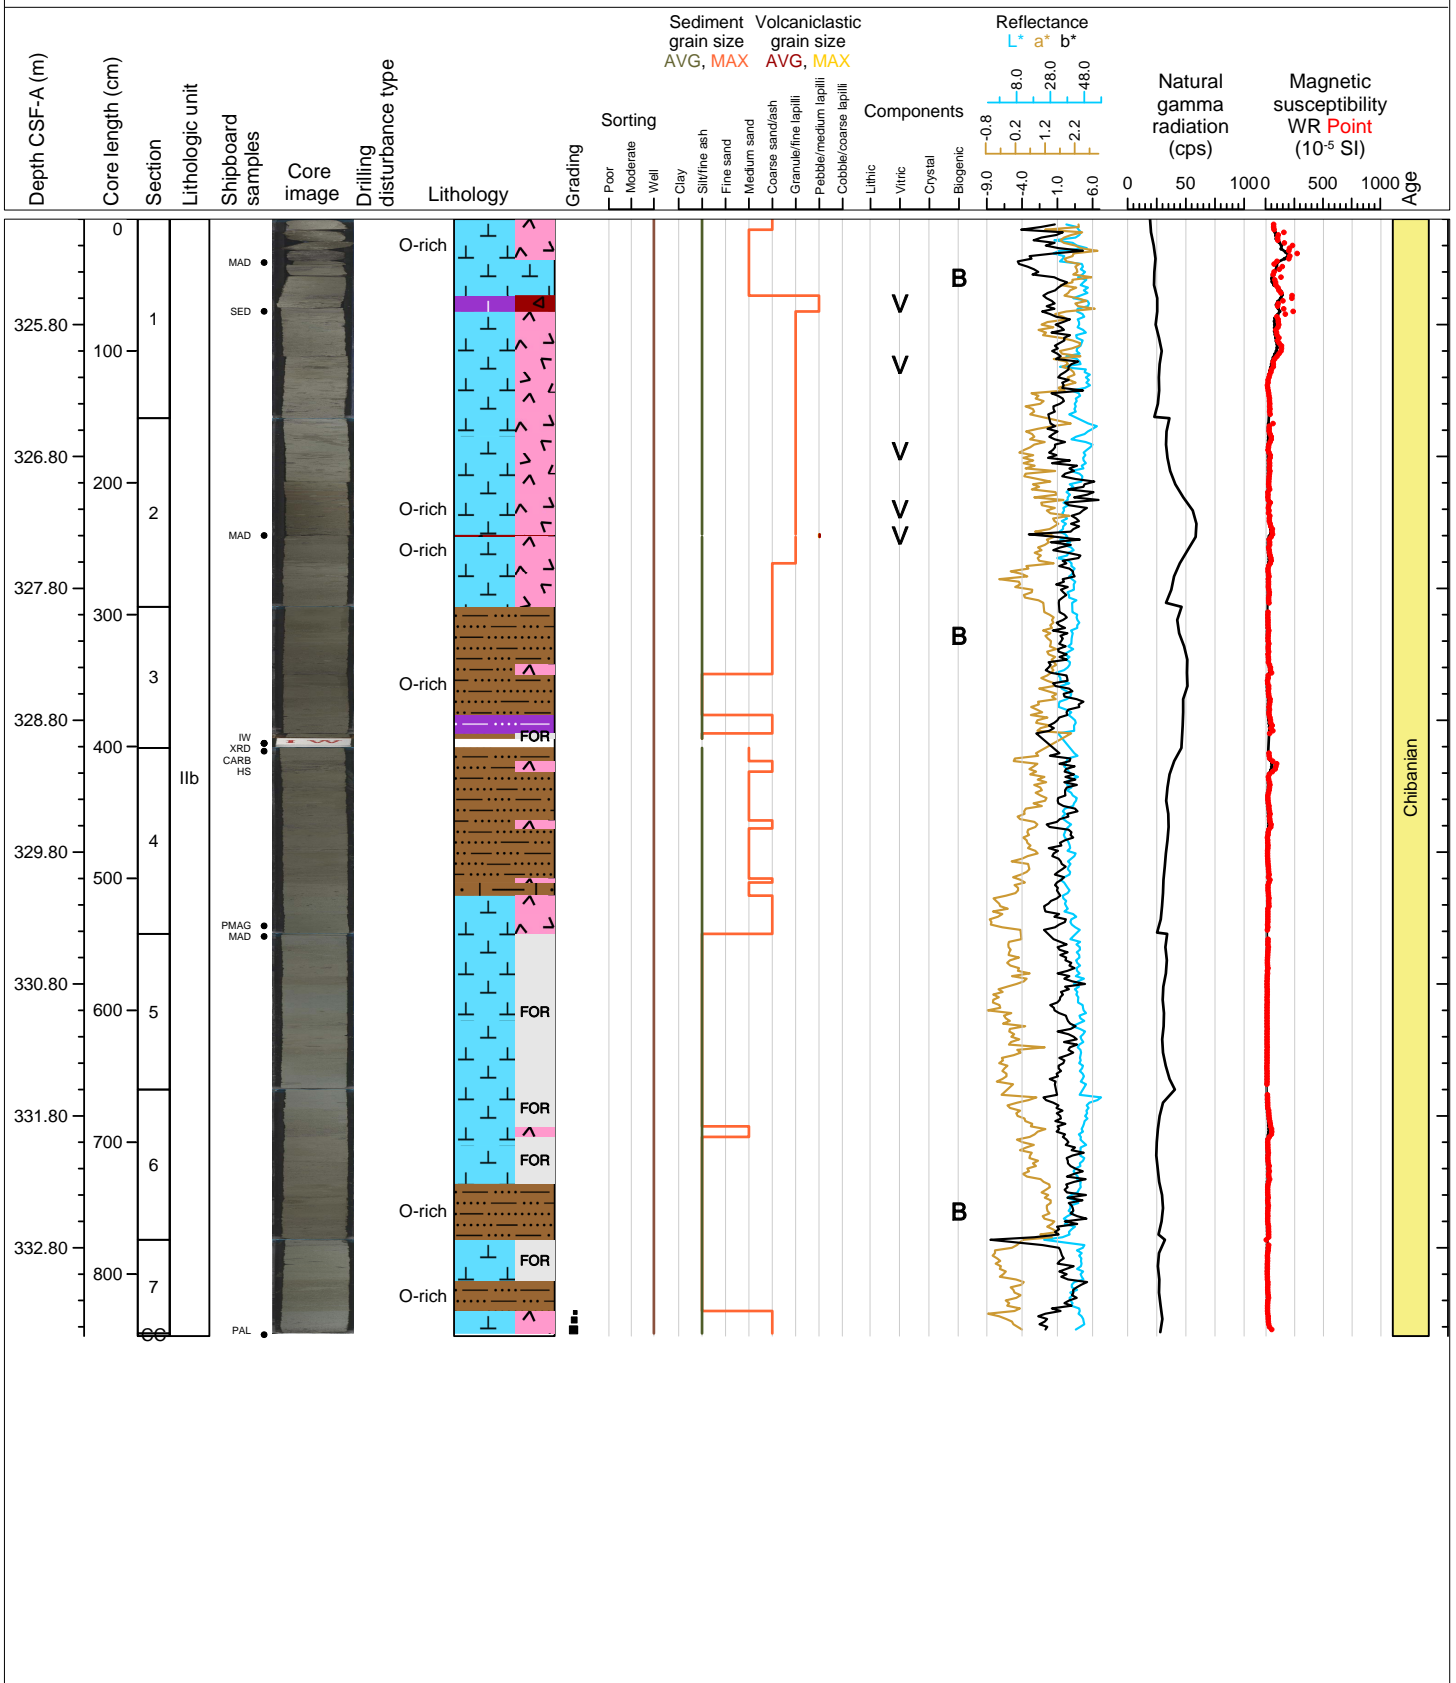 Depth CSF-A (m)
Core length (cm)
Section
Lithologic unit
Shipboard
samples
Core
image
Drilling
disturbance type
Lithology
Grading
Sorting
Poor
Moderate
Well
Sediment
grain size
AVG, MAX
Volcaniclastic
grain size
AVG, MAX
Clay
Silt/fine ash
Fine sand
Medium sand
Coarse sand/ash
Granule/fine lapilli
Pebble/medium lapilli
Cobble/coarse lapilli
Components
Lithic
Vitric
Crystal
Biogenic
Reflectance
L* a* b*
8.0 28.0 48.0
-0.8 0.2 1.2 2.2
-9.0 -4.0 1.0 6.0
Natural
gamma
radiation
(cps)
0 50 100
Magnetic
susceptibility
WR Point
(10-5 SI)
0 500 1000
Age
0
O-rich
MAD
B
SED
V
325.80
1
100
V
V
326.80
200
O-rich
V
2
MAD
V
O-rich
327.80
300
B
3
O-rich
328.80
IW
FOR
I W
XRD
400
CARB
HS
IIb
Chibanian
4
329.80
500
PMAG
MAD
330.80
600
5
FOR
331.80
FOR
700
6
FOR
O-rich
B
332.80
FOR
800
7
O-rich
PAL
CC